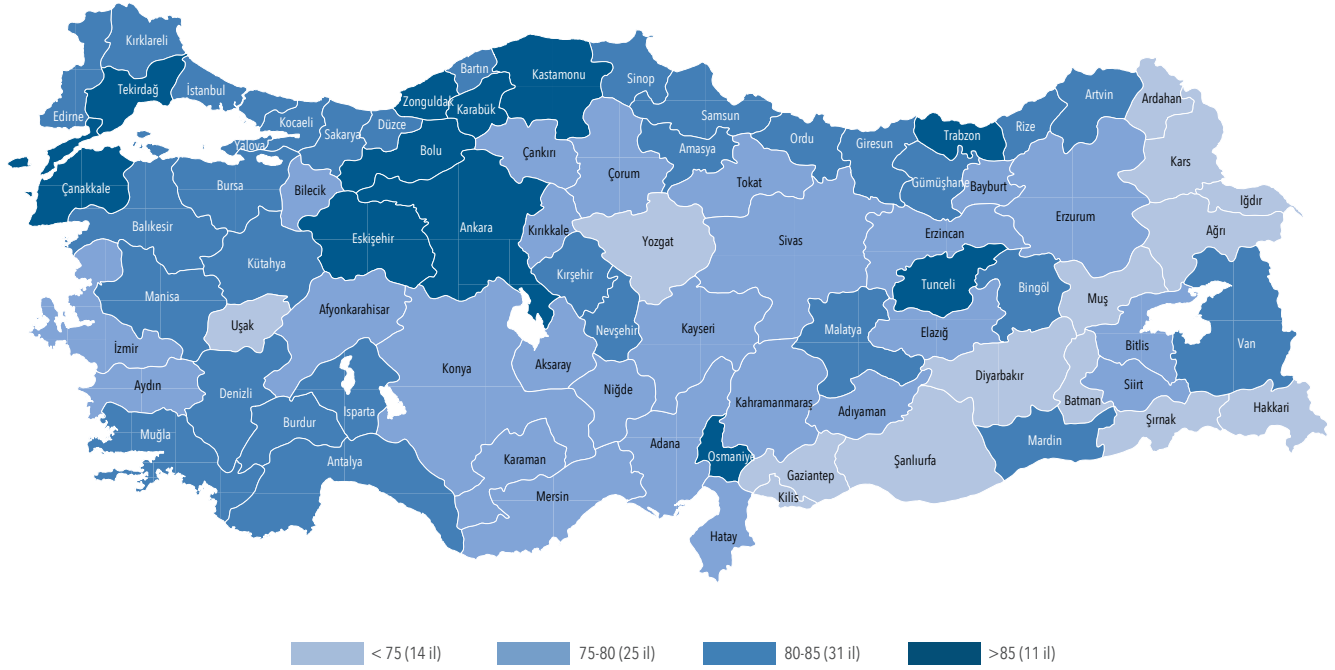 Kırklareli
Tekirdağ
İstanbul
Edirne
Kocaeli
Yalova
Sakarya
Düzce
Zonguldak
Bartın
Karabük
Kastamonu
Sinop
Samsun
Ordu
Giresun
Trabzon
Rize
Artvin
Ardahan
Kars
Iğdır
Ağrı
Çanakkale
Balıkesir
Bursa
Bilecik
Bolu
Çankırı
Çorum
Amasya
Tokat
Gümüşhane
Bayburt
Erzurum
Eskişehir
Ankara
Kırıkkale
Yozgat
Sivas
Erzincan
Kütahya
Manisa
Uşak
Afyonkarahisar
Kırşehir
Nevşehir
Kayseri
Malatya
Tunceli
Elazığ
Bingöl
Muş
Bitlis
Van
İzmir
Aydın
Denizli
Muğla
Burdur
Isparta
Antalya
Konya
Aksaray
Niğde
Karaman
Mersin
Adana
Kahramanmaraş
Osmaniye
Adıyaman
Gaziantep
Kilis
Hatay
Şanlıurfa
Diyarbakır
Batman
Siirt
Mardin
Şırnak
Hakkari
< 75 (14 il)
75-80 (25 il)
80-85 (31 il)
>85 (11 il)